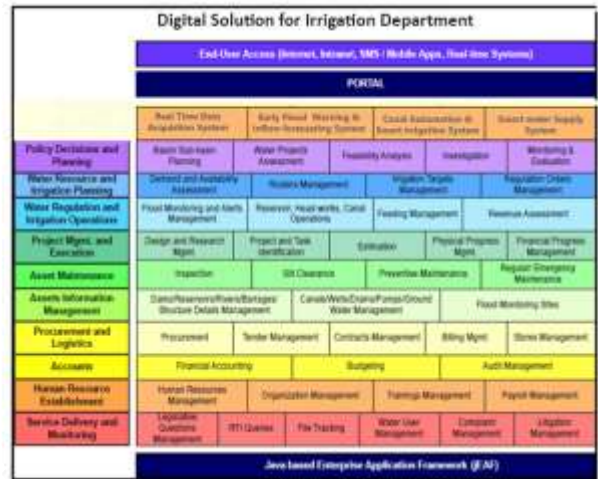 Digital Solution for Irrigation Department
End-User Access (Internet, Intranet, SMS / Mobile Apps, Real-time Systems)
PORTAL
Real Time Data Acquisition System
Early Flood Warning & Inflow forecasting System
Canal Automation & Smart Irrigation System
Smart water Supply System
Policy Decisions and Planning
Basin/ Sub-basin Planning
Water Projects Assessment
Feasibility Analysis
Investigation
Monitoring & Evaluation
Water Resource and Irrigation Planning
Demand and Availability Assessment
Rosters Management
Irrigation Targets Management
Regulation Orders Management
Water Regulation and Irrigation Operations
Flood Monitoring and Alerts Management
Reservoir, Head-works, Canal Operations
Feeding Management
Revenue Assessment
Project Mgmt. and Execution
Design and Research Mgmt.
Project and Task Identification
Estimation
Physical Progress Mgmt.
Financial Progress Management
Asset Maintenance
Inspection
Silt Clearance
Preventive Maintenance
Regular/ Emergency Maintenance
Assets Information Management
Dams/Reservoirs/Rivers/Barrages/ Structure Details Management
Canals/Wells/Drains/Pumps/Ground Water Management
Flood Monitoring Sites
Procurement and Logistics
Procurement
Tender Management
Contracts Management
Billing Mgmt.
Stores Management
Accounts
Financial Accounting
Budgeting
Audit Management
Human Resource Establishment
Human Resources Management
Organization Management
Trainings Management
Payroll Management
Service Delivery and Monitoring
Legislative Questions Management
RTI Queries
File Tracking
Water User Management
Complaint Management
Litigation Management
Java based Enterprise Application Framework (JEAF)